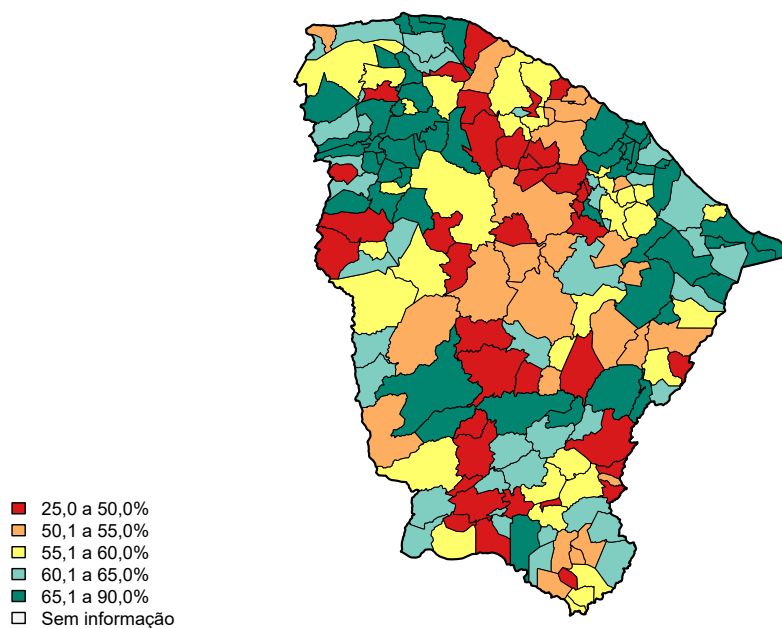 25,0 a 50,0%
50,1 a 55,0%
55,1 a 60,0%
60,1 a 65,0%
65,1 a 90,0%
Sem informação